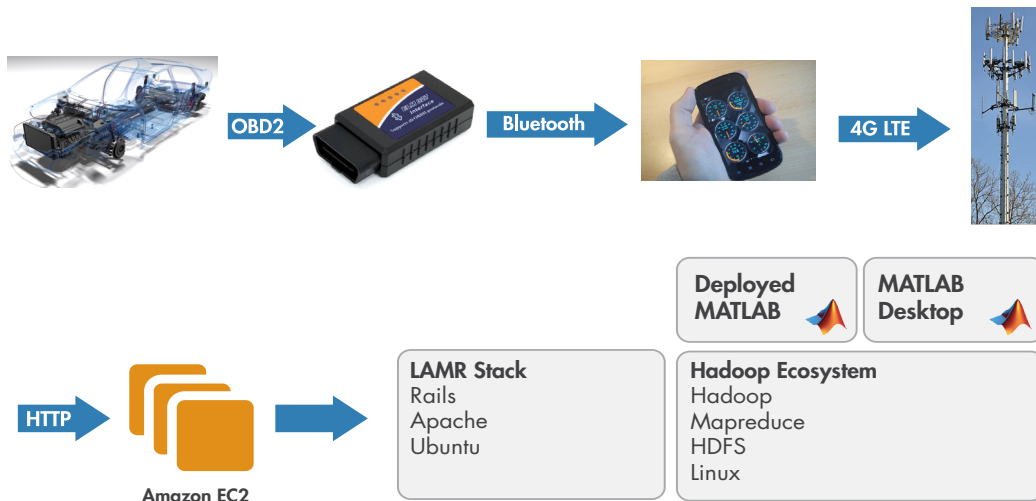 OBD2
Bluetooth
4G LTE
Interface
Deployed
MATLAB
MATLAB
Desktop
HTTP
Amazon EC2
LAMR Stack
Rails
Apache
Ubuntu
Hadoop Ecosystem
Hadoop
Mapreduce
HDFS
Linux